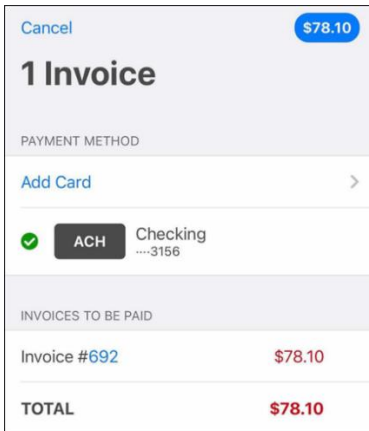 Cancel $78.10
1 Invoice
PAYMENT METHOD
Add Card
ACH Checking
····3156
INVOICES TO BE PAID
Invoice #692 $78.10
TOTAL $78.10